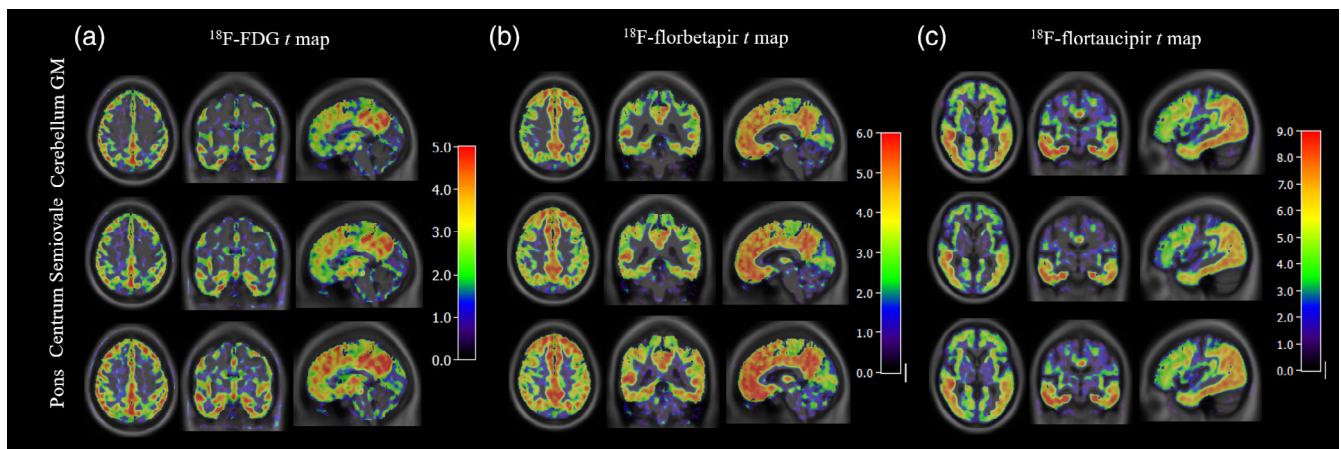 (a)
¹⁸F-FDG t map
(b)
¹⁸F-florbetapir t map
(c)
¹⁸F-flortaucipir t map
Cerebellum GM
Centrum Semiovale
Pons
5.0
4.0
3.0
2.0
1.0
0.0
6.0
5.0
4.0
3.0
2.0
1.0
0.0
9.0
8.0
7.0
6.0
5.0
4.0
3.0
2.0
1.0
0.0